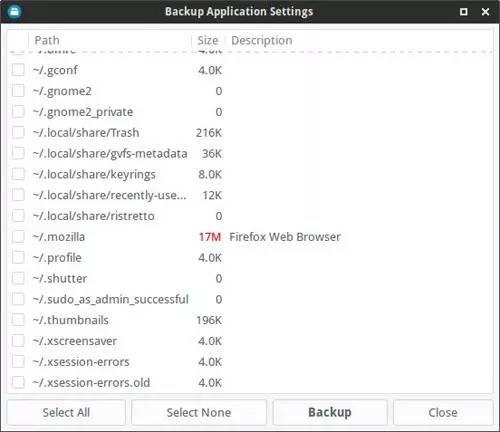 Backup Application Settings
Path Size Description
~/.gconf 4.0K
~/.gnome2 0
~/.gnome2_private 0
~/.local/share/Trash 216K
~/.local/share/gvfs-metadata 36K
~/.local/share/keyrings 8.0K
~/.local/share/recently-use... 12K
~/.local/share/ristretto 0
~/.mozilla 17M Firefox Web Browser
~/.profile 4.0K
~/.shutter 0
~/.sudo_as_admin_successful 0
~/.thumbnails 196K
~/.xscreensaver 4.0K
~/.xsession-errors 4.0K
~/.xsession-errors.old 4.0K
Select All Select None Backup Close